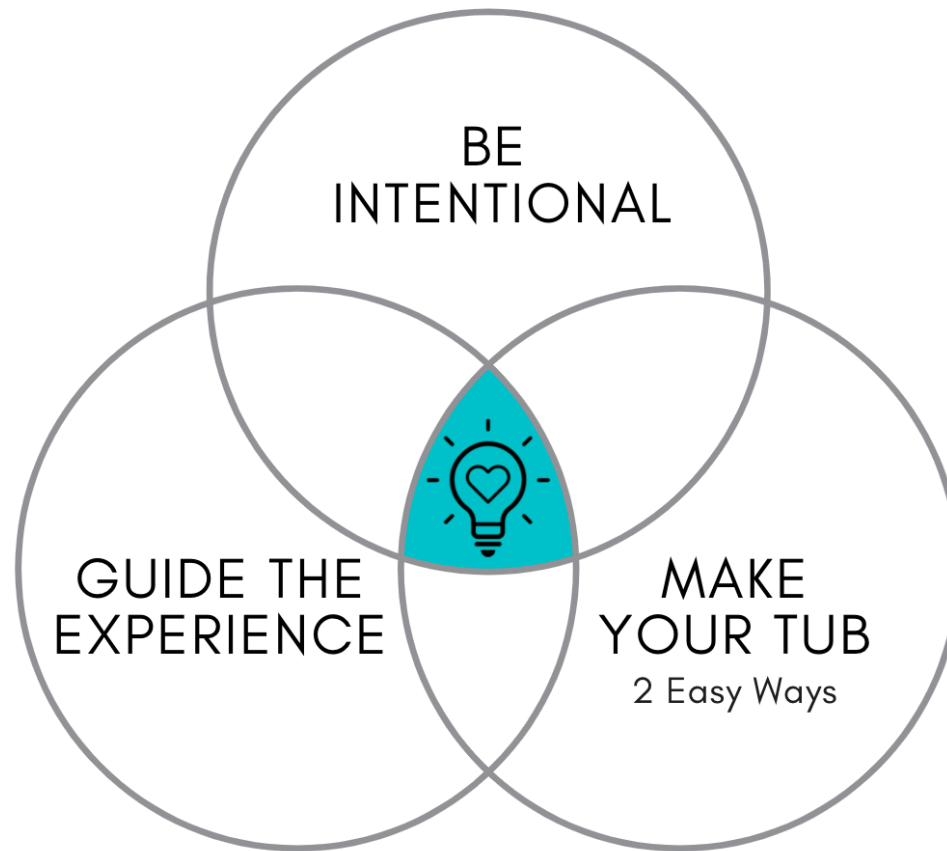 BE
INTENTIONAL
GUIDE THE
EXPERIENCE
MAKE
YOUR TUB
2 Easy Ways